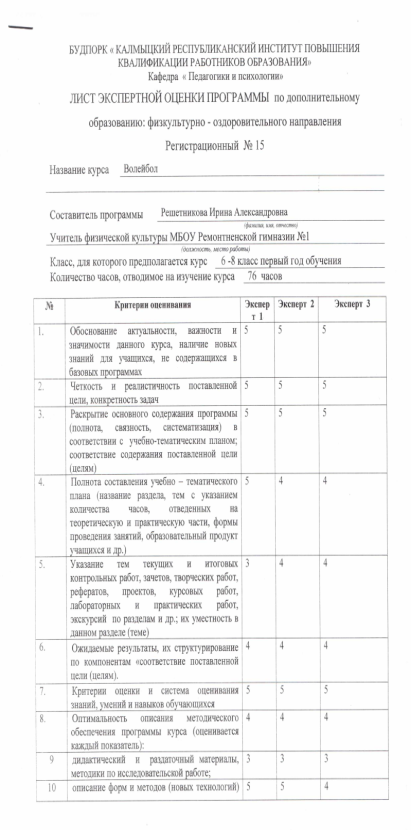 БУДПОРК « КАЛМЫЦКИЙ РЕСПУБЛИКАНСКИЙ ИНСТИТУТ ПОВЫШЕНИЯ
КВАЛИФИКАЦИИ РАБОТНИКОВ ОБРАЗОВАНИЯ»
Кафедра « Педагогики и психологии»
ЛИСТ ЭКСПЕРТНОЙ ОЦЕНКИ ПРОГРАММЫ по дополнительному
образованию: физкультурно - оздоровительного направления
Регистрационный № 15
Название курса Волейбол
Составитель программы Решетникова Ирина Александровна
(фамилия, имя, отчество)
Учитель физической культуры МБОУ Ремонтненской гимназии №1
(должность, место работы)
Класс, для которого предполагается курс 6 -8 класс первый год обучения
Количество часов, отводимое на изучение курса 76 часов
№ Критерии оценивания Экспер Эксперт 2 Эксперт 3
т 1
1. Обоснование актуальности, важности и 5 5 5
значимости данного курса, наличие новых
знаний для учащихся, не содержащихся в
базовых программах
2. Четкость и реалистичность поставленной 5 5 5
цели, конкретность задач
3. Раскрытие основного содержания программы 5 5 5
(полнота, связность, систематизация) в
соответствии с учебно-тематическим планом;
соответствие содержания поставленной цели
(целям)
4. Полнота составления учебно – тематического 5 4 4
плана (название раздела, тем с указанием
количества часов, отведенных на
теоретическую и практическую части, формы
проведения занятий, образовательный продукт
учащихся и др.)
5. Указание тем текущих и итоговых 3 4 4
контрольных работ, зачетов, творческих работ,
рефератов, проектов, курсовых работ,
лабораторных и практических работ,
экскурсий по разделам и др.; их уместность в
данном разделе (теме)
6. Ожидаемые результаты, их структурирование 4 4 4
по компонентам «соответствие поставленной
цели (целям).
7. Критерии оценки и система оценивания 5 5 5
знаний, умений и навыков обучающихся
8. Оптимальность описания методического 4 4 4
обеспечения программы курса (оценивается
каждый показатель):
9 дидактический и раздаточный материалы, 3 3 3
методики по исследовательской работе;
10 описание форм и методов (новых технологий) 5 5 4